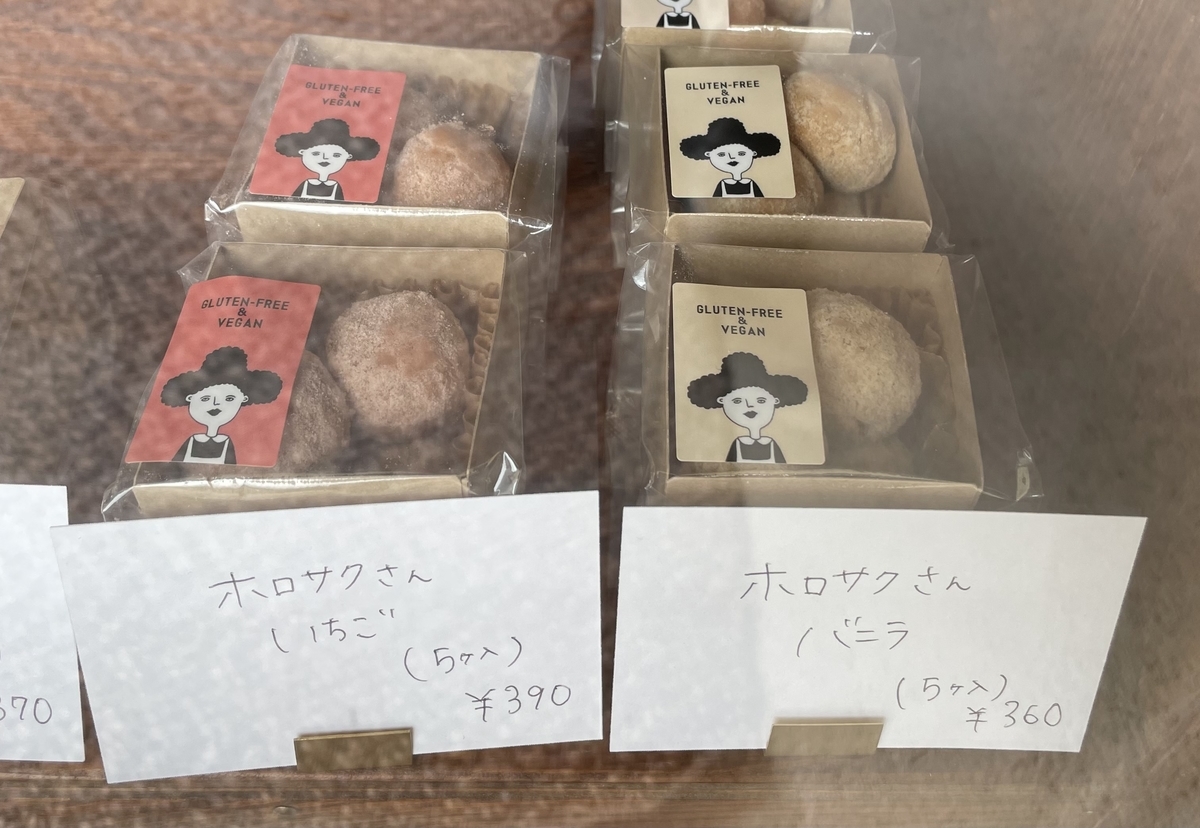 GLUTEN-FREE
&
VEGAN
GLUTEN-FREE
&
VEGAN
GLUTEN-FREE
&
VEGAN
GLUTEN-FREE
&
VEGAN
ホロサクさん
いちご
(5ヶ入)
¥390
ホロサクさん
バニラ
(5ヶ入)
¥360